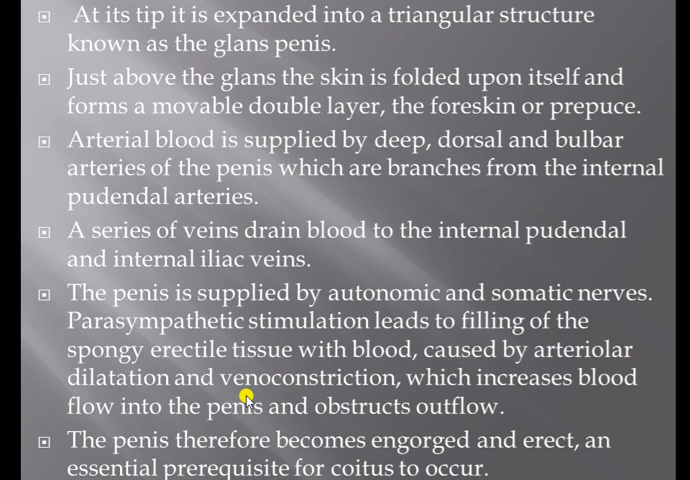 At its tip it is expanded into a triangular structure
known as the glans penis.
Just above the glans the skin is folded upon itself and
forms a movable double layer, the foreskin or prepuce.
Arterial blood is supplied by deep, dorsal and bulbar
arteries of the penis which are branches from the internal
pudendal arteries.
A series of veins drain blood to the internal pudendal
and internal iliac veins.
The penis is supplied by autonomic and somatic nerves.
Parasympathetic stimulation leads to filling of the
spongy erectile tissue with blood, caused by arteriolar
dilatation and venoconstriction, which increases blood
flow into the penis and obstructs outflow.
The penis therefore becomes engorged and erect, an
essential prerequisite for coitus to occur.